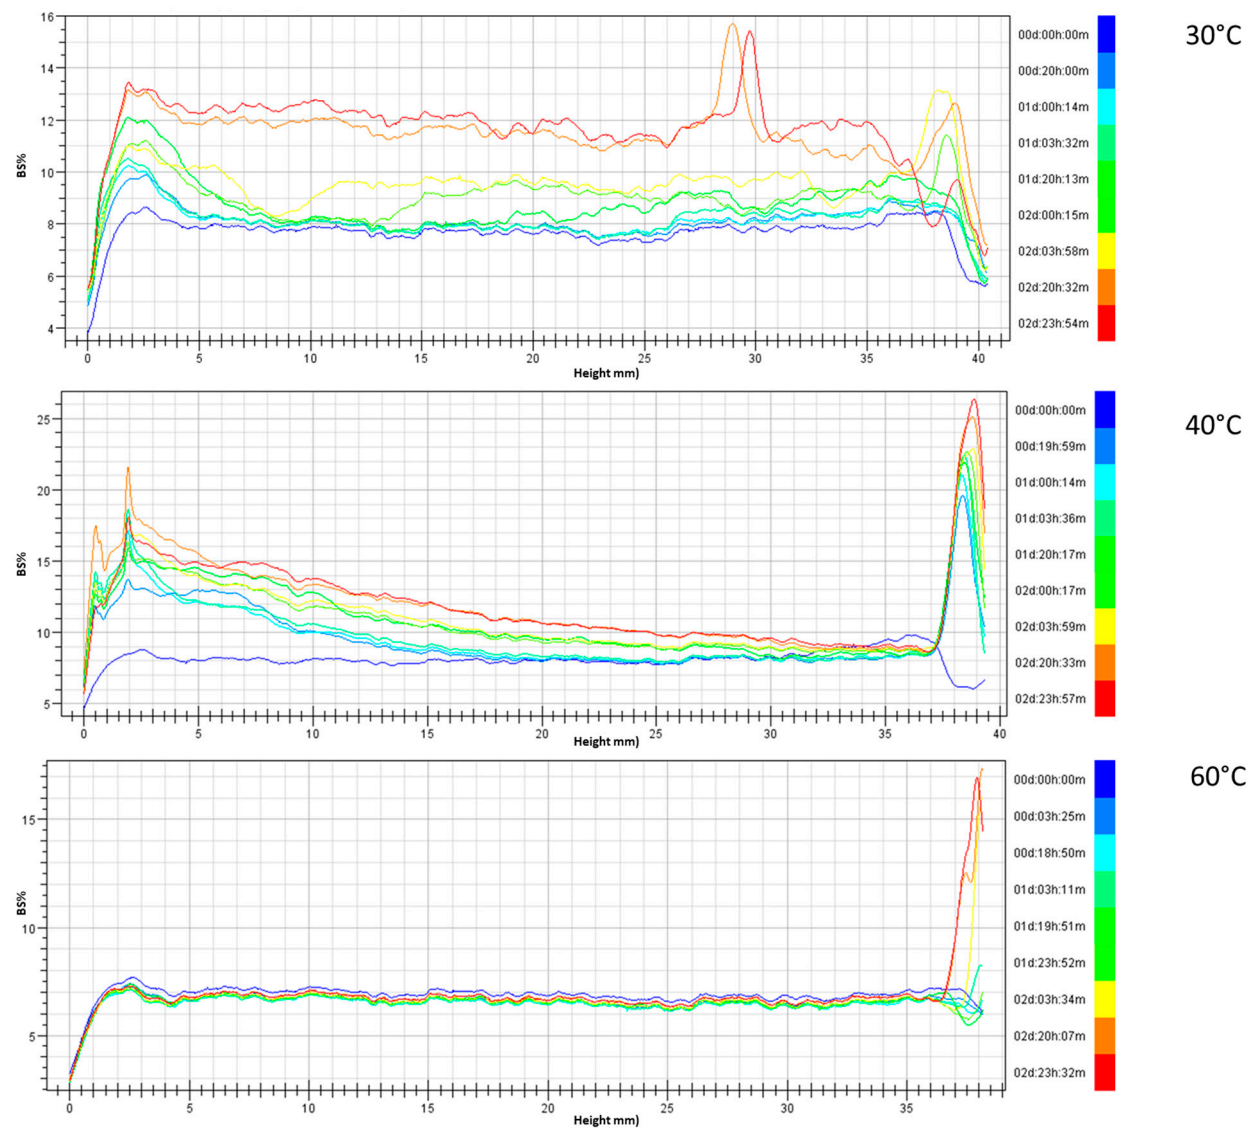 16
14
12
10
8
6
4
BS%
0 5 10 15 20 25 30 35 40
Height mm)
00d:00h:00m
00d:20h:00m
01d:00h:14m
01d:03h:32m
01d:20h:13m
02d:00h:15m
02d:03h:58m
02d:20h:32m
02d:23h:54m
30°C
25
20
15
10
5
BS%
0 5 10 15 20 25 30 35 40
Height mm)
00d:00h:00m
00d:19h:59m
01d:00h:14m
01d:03h:36m
01d:20h:17m
02d:00h:17m
02d:03h:59m
02d:20h:33m
02d:23h:57m
40°C
15
10
5
BS%
0 5 10 15 20 25 30 35
Height mm)
00d:00h:00m
00d:03h:25m
00d:18h:50m
01d:03h:11m
01d:19h:51m
01d:23h:52m
02d:03h:34m
02d:20h:07m
02d:23h:32m
60°C